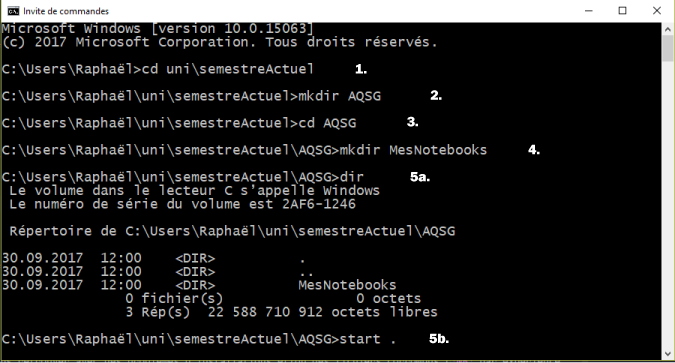 Invite de commandes
Microsoft Windows [version 10.0.15063]
(c) 2017 Microsoft Corporation. Tous droits réservés.
C:\Users\Raphaël>cd uni\semestreActuel 1.
C:\Users\Raphaël\uni\semestreActuel>mkdir AQSG 2.
C:\Users\Raphaël\uni\semestreActuel>cd AQSG 3.
C:\Users\Raphaël\uni\semestreActuel\AQSG>mkdir MesNotebooks 4.
C:\Users\Raphaël\uni\semestreActuel\AQSG>dir 5a.
Le volume dans le lecteur C s'appelle Windows
Le numéro de série du volume est 2AF6-1246
Répertoire de C:\Users\Raphaël\uni\semestreActuel\AQSG
30.09.2017 12:00 <DIR> .
30.09.2017 12:00 <DIR> ..
30.09.2017 12:00 <DIR> MesNotebooks
0 fichier(s) 0 octets
3 Rép(s) 22 588 710 912 octets libres
C:\Users\Raphaël\uni\semestreActuel\AQSG>start . 5b.